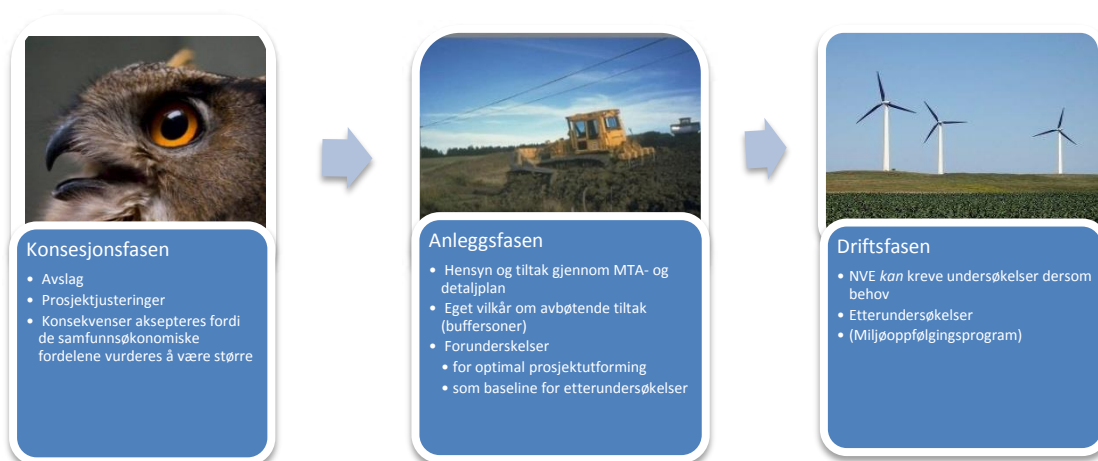 Konsesjonsfasen
• Avslag
• Prosjektjusteringer
• Konsekvenser aksepteres fordi
de samfunnsøkonomiske
fordelene vurderes å være større
Anleggsfasen
• Hensyn og tiltak gjennom MTA- og
detaljplan
• Eget vilkår om avbøtende tiltak
(buffersoner)
• Forunderskelser
• for optimal prosjektutforming
• som baseline for etterundersøkelser
Driftsfasen
• NVE kan kreve undersøkelser dersom
behov
• Etterundersøkelser
• (Miljøoppfølgingsprogram)